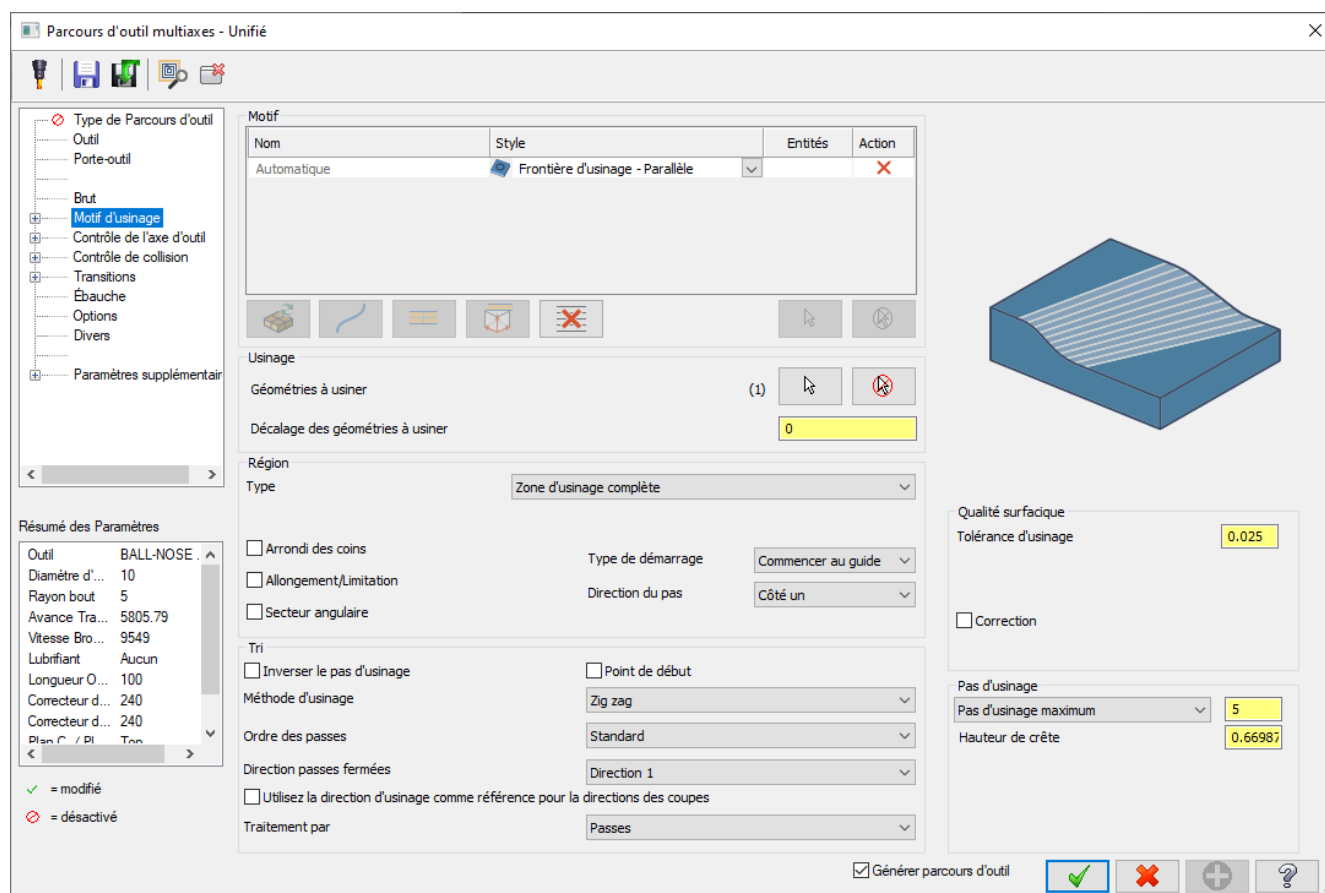 Parcours d'outil multiaxes - Unifié
Type de Parcours d'outil
Outil
Porte-outil
Brut
Motif d'usinage
Contrôle de l'axe d'outil
Contrôle de collision
Transitions
Ébauche
Options
Divers
Paramètres supplémentair
Résumé des Paramètres
Outil BALL-NOSE .
Diamètre d'... 10
Rayon bout 5
Avance Tra... 5805.79
Vitesse Bro... 9549
Lubrifiant Aucun
Longueur O... 100
Correcteur d... 240
Correcteur d... 240
Plan C. / Pl... Top
= modifié
= désactivé
Motif
Nom Style Entités Action
Automatique Frontière d'usinage - Parallèle
Usinage
Géométries à usiner (1)
Décalage des géométries à usiner 0
Région
Type Zone d'usinage complète
Arrondi des coins
Allongement/Limitation
Secteur angulaire
Type de démarrage Commencer au guide
Direction du pas Côté un
Tri
Inverser le pas d'usinage Point de début
Méthode d'usinage Zig zag
Ordre des passes Standard
Direction passes fermées Direction 1
Utilisez la direction d'usinage comme référence pour la directions des coupes
Traitement par Passes
Qualité surfacique
Tolérance d'usinage 0.025
Correction
Pas d'usinage
Pas d'usinage maximum 5
Hauteur de crête 0.66987
Générer parcours d'outil